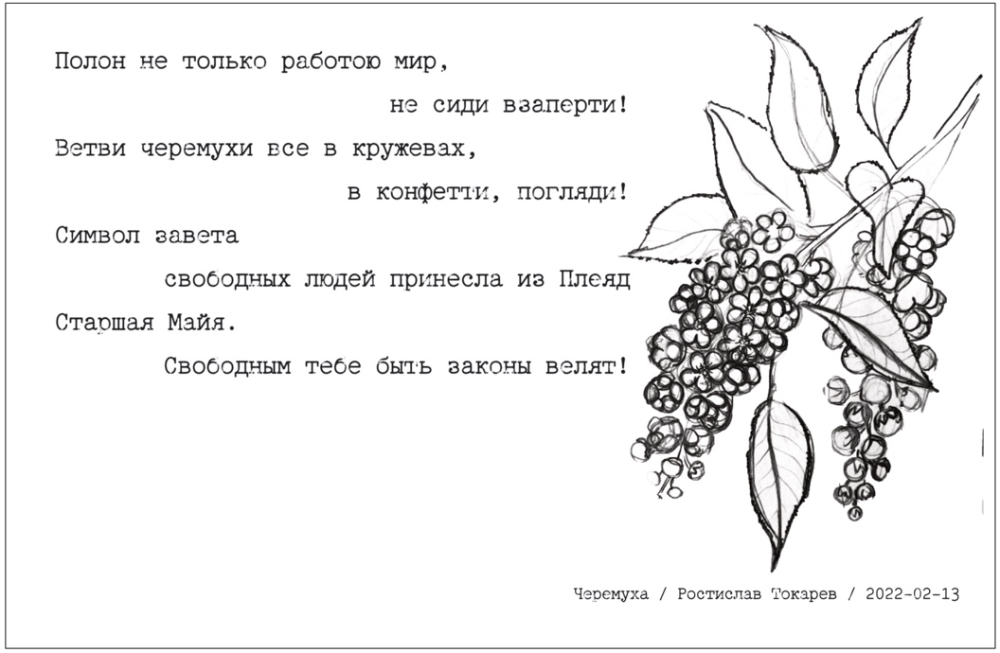 Полон не только работою мир,
не сиди взаперти!
Ветви черемухи все в кружевах,
в конфетти, погляди!
Символ завета
свободных людей принесла из Плеяд
Старшая Майя.
Свободным тебе быть законы велят!
Черемуха / Ростислав Токарев / 2022-02-13